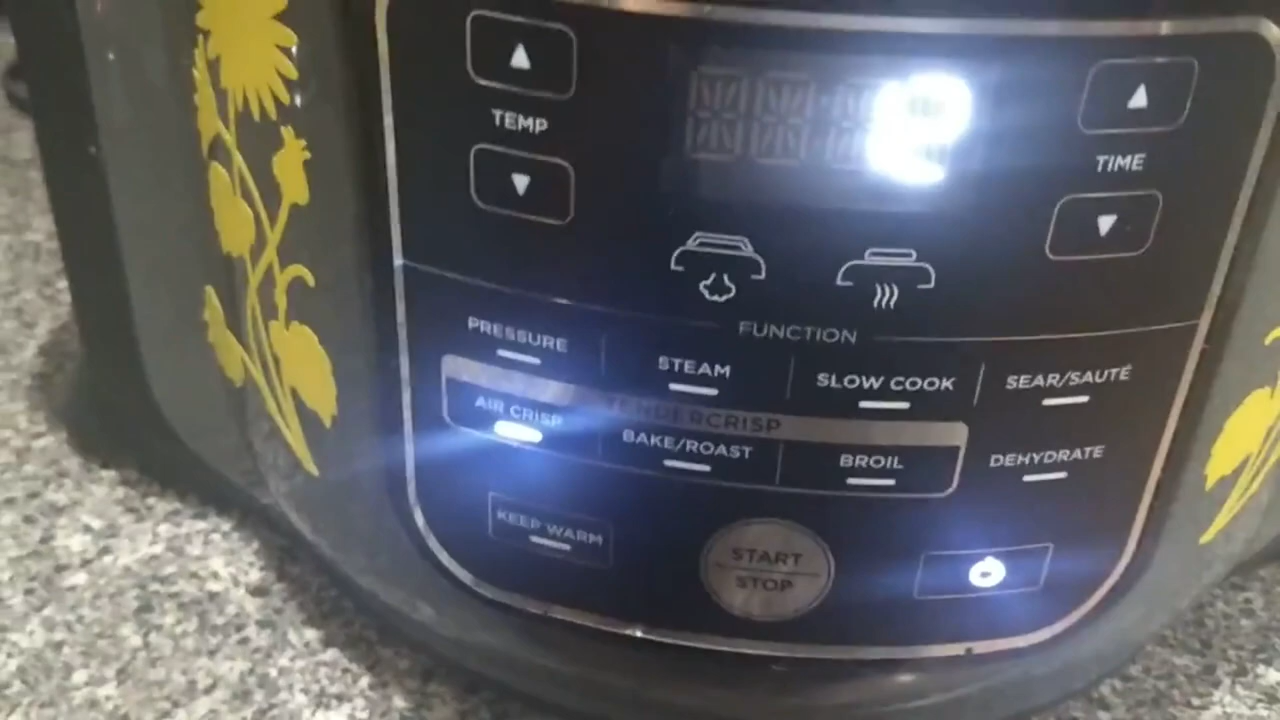 TEMP
TIME
FUNCTION
PRESSURE
STEAM
SLOW COOK
SEAR/SAUTÉ
TENDERCRISP
AIR CRISP
BAKE/ROAST
BROIL
DEHYDRATE
KEEP WARM
START
STOP